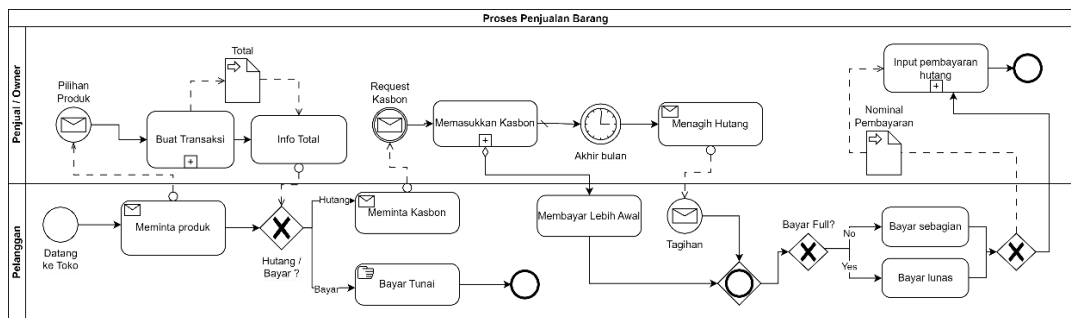 Proses Penjualan Barang
Penjual / Owner
Pilihan
Produk
Total
Buat Transaksi
Info Total
Request
Kasbon
Memasukkan Kasbon
Akhir bulan
Menagih Hutang
Input pembayaran
hutang
Nominal
Pembayaran
Pelanggan
Datang
ke Toko
Meminta produk
Hutang /
Bayar ?
Hutang
Meminta Kasbon
Bayar
Bayar Tunai
Membayar Lebih Awal
Tagihan
Bayar Full?
No
Yes
Bayar sebagian
Bayar lunas